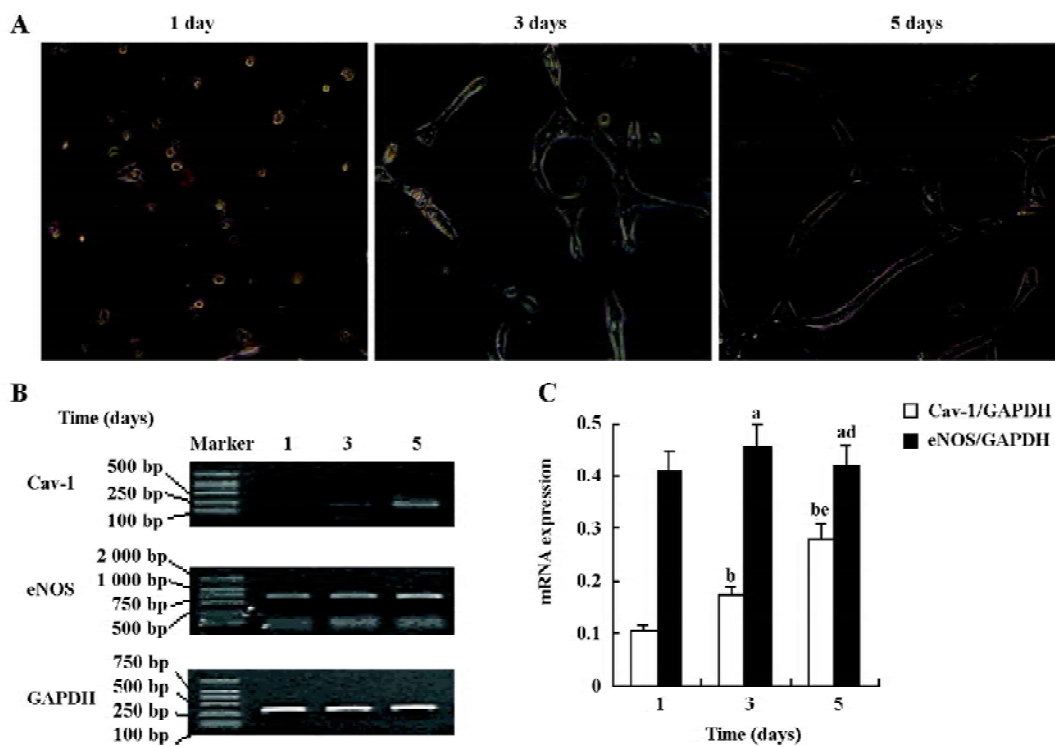 A
1 day
3 days
5 days
B
Time (days)
Marker 1 3 5
Cav-1
500 bp
250 bp
100 bp
eNOS
2 000 bp
1 000 bp
750 bp
500 bp
GAPDH
750 bp
500 bp
250 bp
100 bp
C
Cav-1/GAPDH
eNOS/GAPDH
mRNA expression
0.5
0.4
0.3
0.2
0.1
0
a
ad
be
b
1 3 5
Time (days)